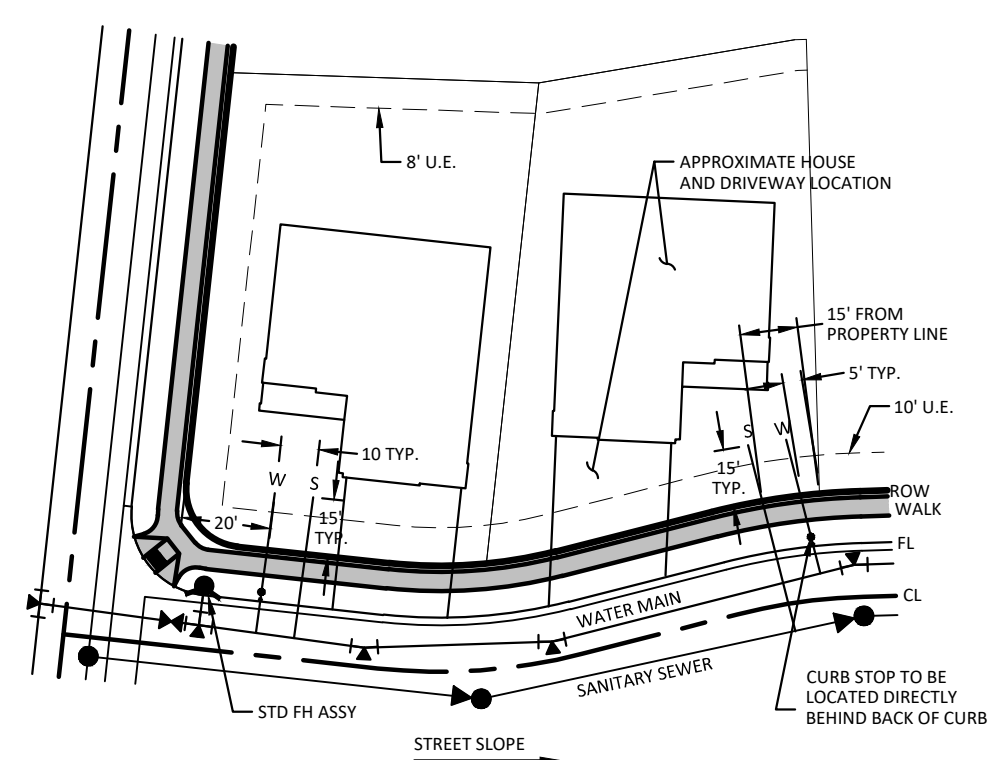 8' U.E.
APPROXIMATE HOUSE
AND DRIVEWAY LOCATION
15' FROM
PROPERTY LINE
5' TYP.
10' U.E.
S
W
10 TYP.
W
S
15'
TYP.
20'
15'
TYP.
ROW
WALK
FL
CL
WATER MAIN
SANITARY SEWER
CURB STOP TO BE
LOCATED DIRECTLY
BEHIND BACK OF CURB
STD FH ASSY
STREET SLOPE